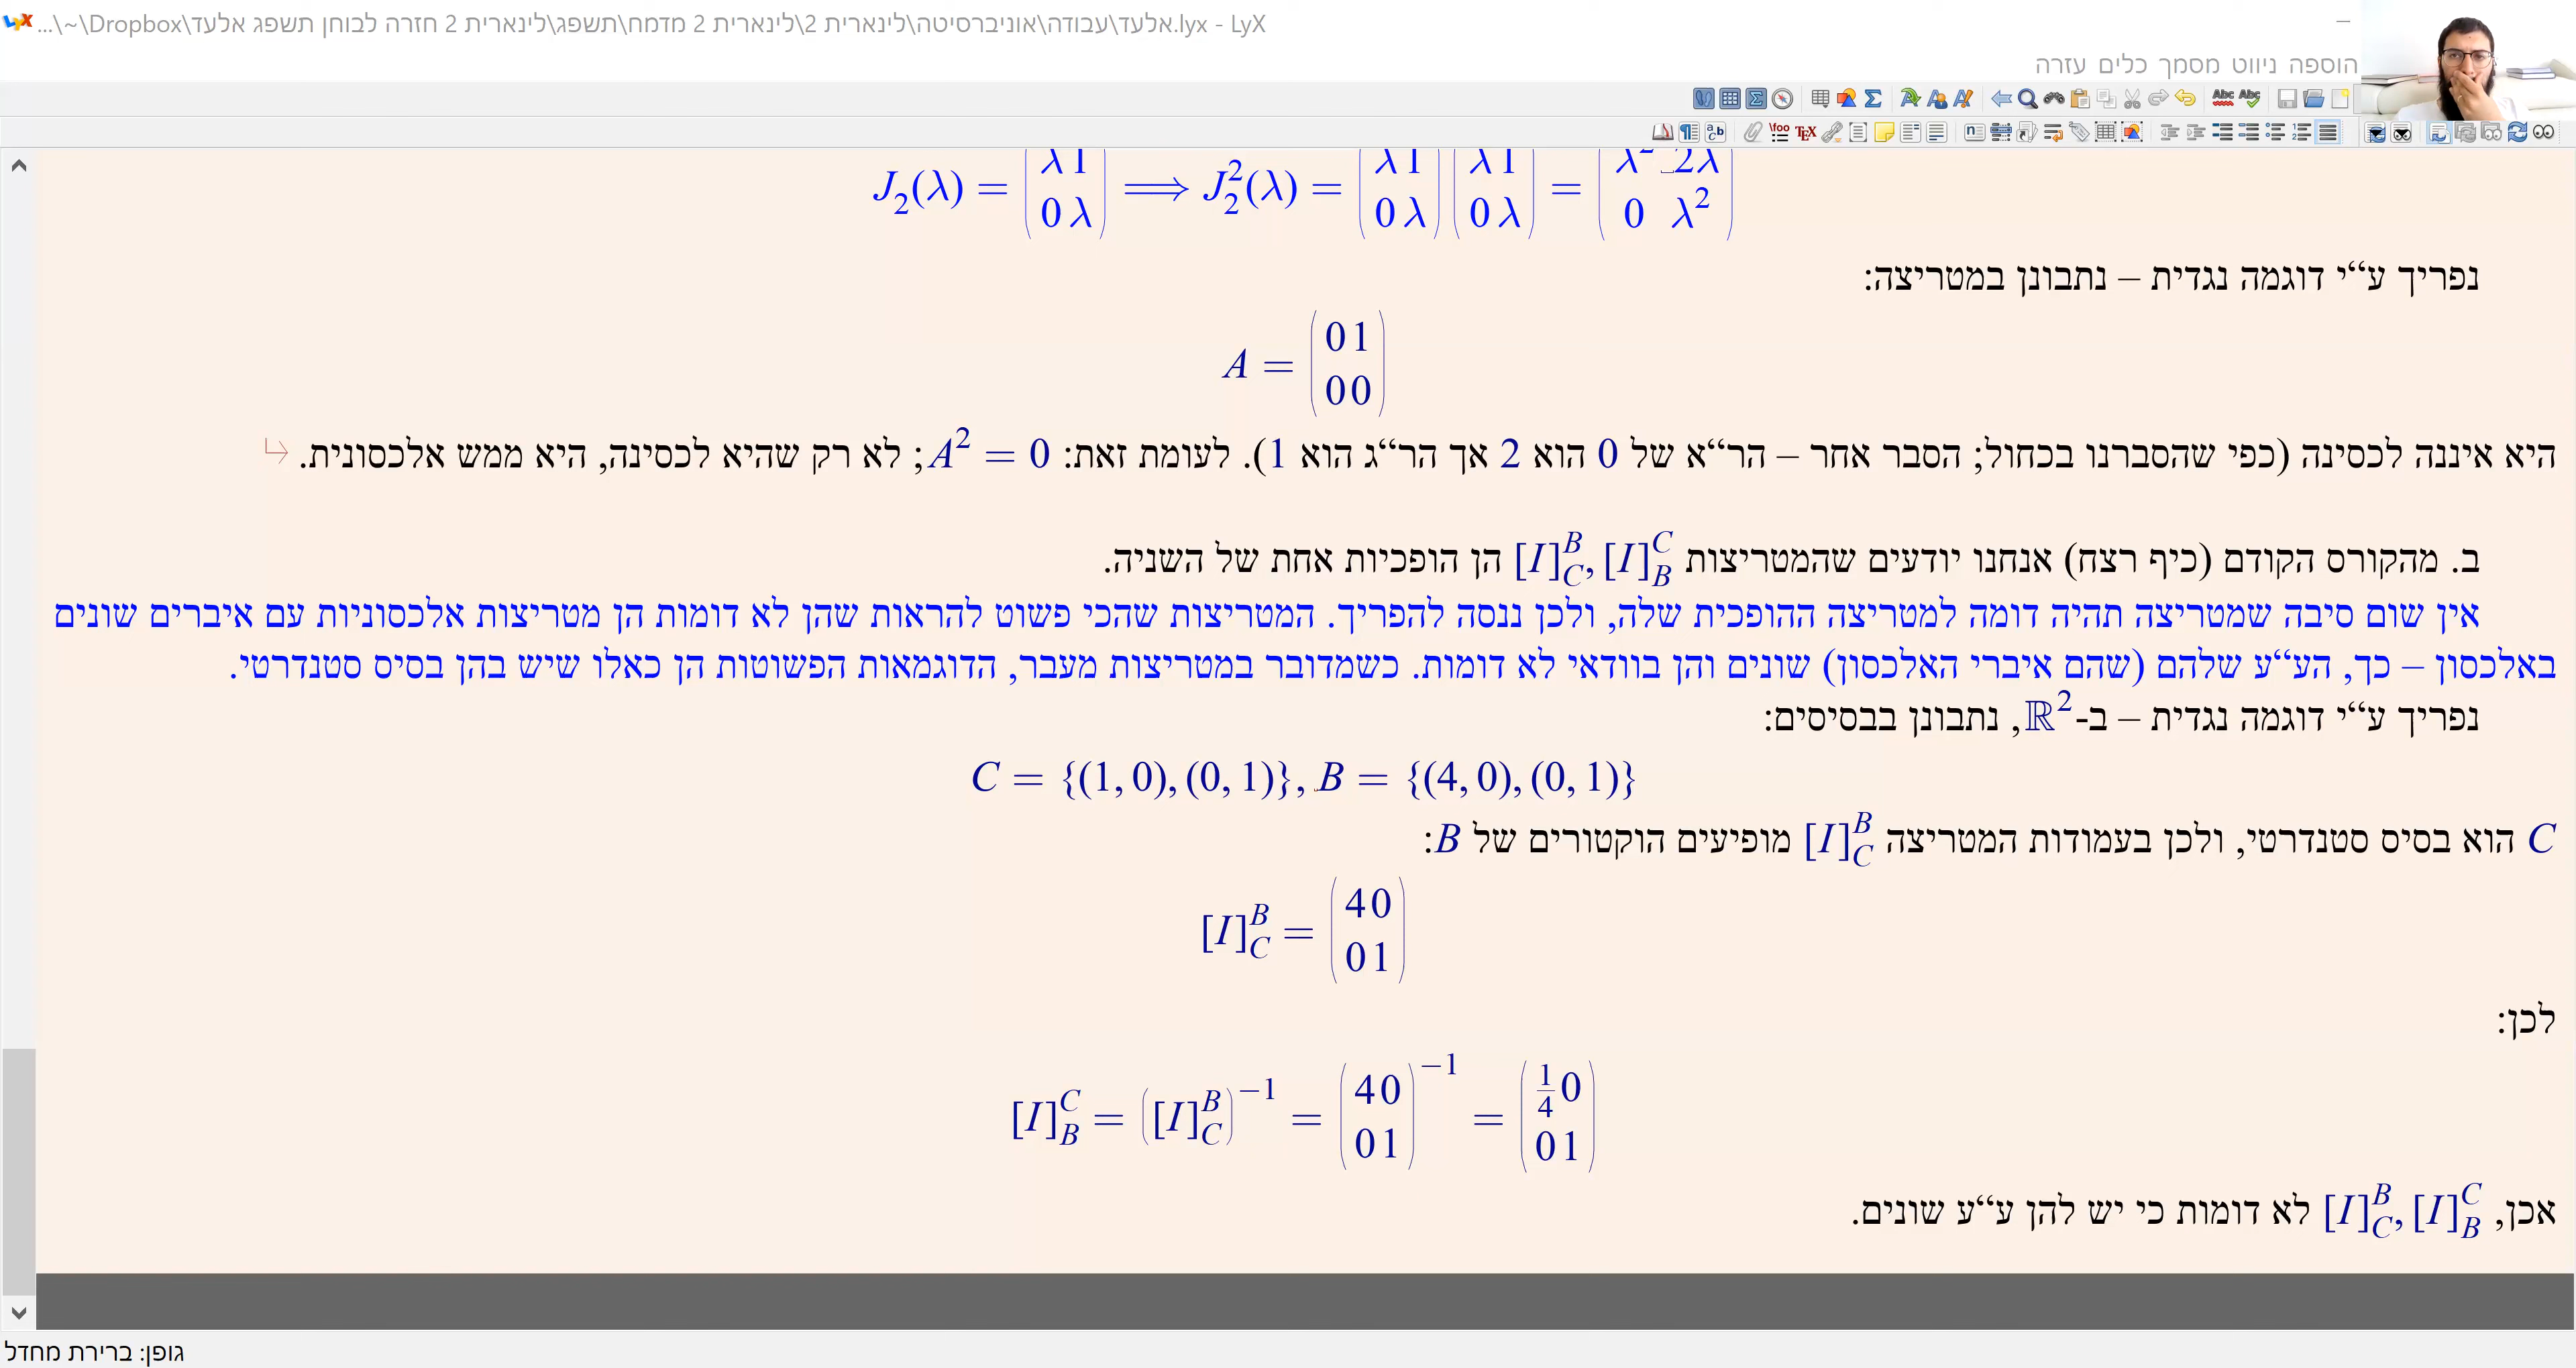 ...\~\Dropbox\אלעד\עבודה\אוניברסיטה\לינארית 2\לינארית 2 מדמח\תשפג\לינארית 2 חזרה לבוחן תשפג אלעד.lyx - LyX
הוספה ניווט מסמך כלים עזרה
J_2(λ) = (λ 1 / 0 λ) ⟹ J_2^2(λ) = (λ 1 / 0 λ)(λ 1 / 0 λ) = (λ^2 2λ / 0 λ^2)
נפריך ע“י דוגמה נגדית – נתבונן במטריצה:
A = (0 1 / 0 0)
היא איננה לכסינה (כפי שהסברנו בכחול; הסבר אחר – הר“א של 0 הוא 2 אך הר“ג הוא 1). לעומת זאת: A^2 = 0; לא רק שהיא לכסינה, היא ממש אלכסונית.
ב. מהקורס הקודם (כיף רצח) אנחנו יודעים שהמטריצות [I]_C^B, [I]_B^C הן הופכיות אחת של השניה.
אין שום סיבה שמטריצה תהיה דומה למטריצה ההופכית שלה, ולכן ננסה להפריך. המטריצות שהכי פשוט להראות שהן לא דומות הן מטריצות אלכסוניות עם איברים שונים
באלכסון – כך, הע“ע שלהם (שהם איברי האלכסון) שונים והן בוודאי לא דומות. כשמדובר במטריצות מעבר, הדוגמאות הפשוטות הן כאלו שיש בהן בסיס סטנדרטי.
נפריך ע“י דוגמה נגדית – ב-ℝ^2, נתבונן בבסיסים:
C = {(1, 0), (0, 1)}, B = {(4, 0), (0, 1)}
C הוא בסיס סטנדרטי, ולכן בעמודות המטריצה [I]_C^B מופיעים הוקטורים של B:
[I]_C^B = (4 0 / 0 1)
לכן:
[I]_B^C = ([I]_C^B)^{-1} = (4 0 / 0 1)^{-1} = (1/4 0 / 0 1)
אכן, [I]_C^B, [I]_B^C לא דומות כי יש להן ע“ע שונים.
גופן: ברירת מחדל